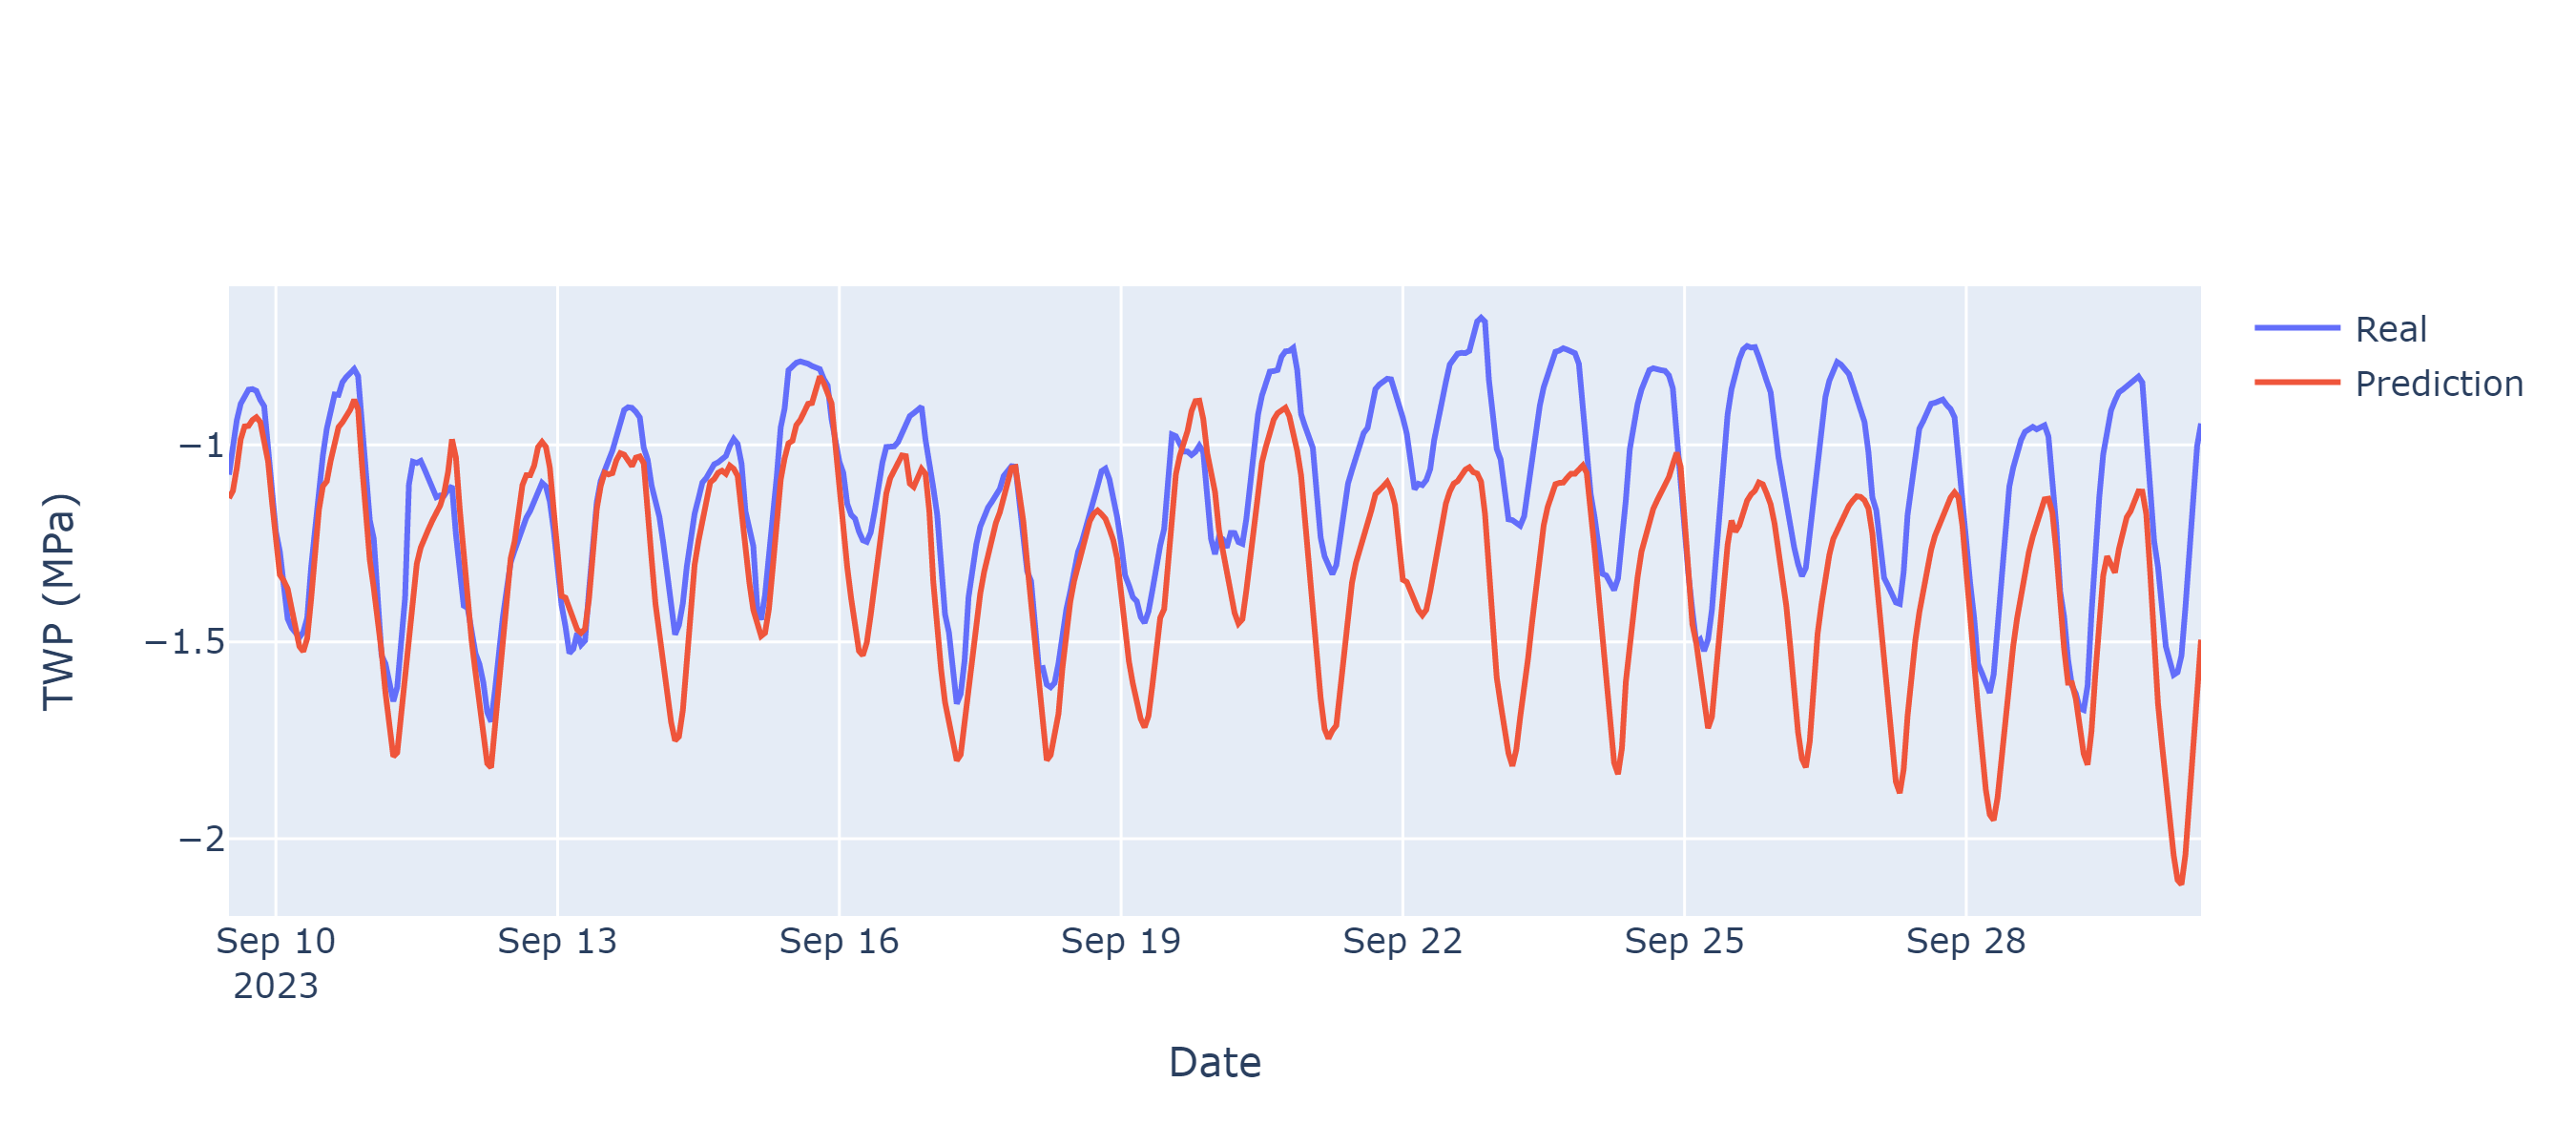 Real
Prediction
−1
−1.5
−2
TWP (MPa)
Sep 10
2023
Sep 13
Sep 16
Sep 19
Sep 22
Sep 25
Sep 28
Date